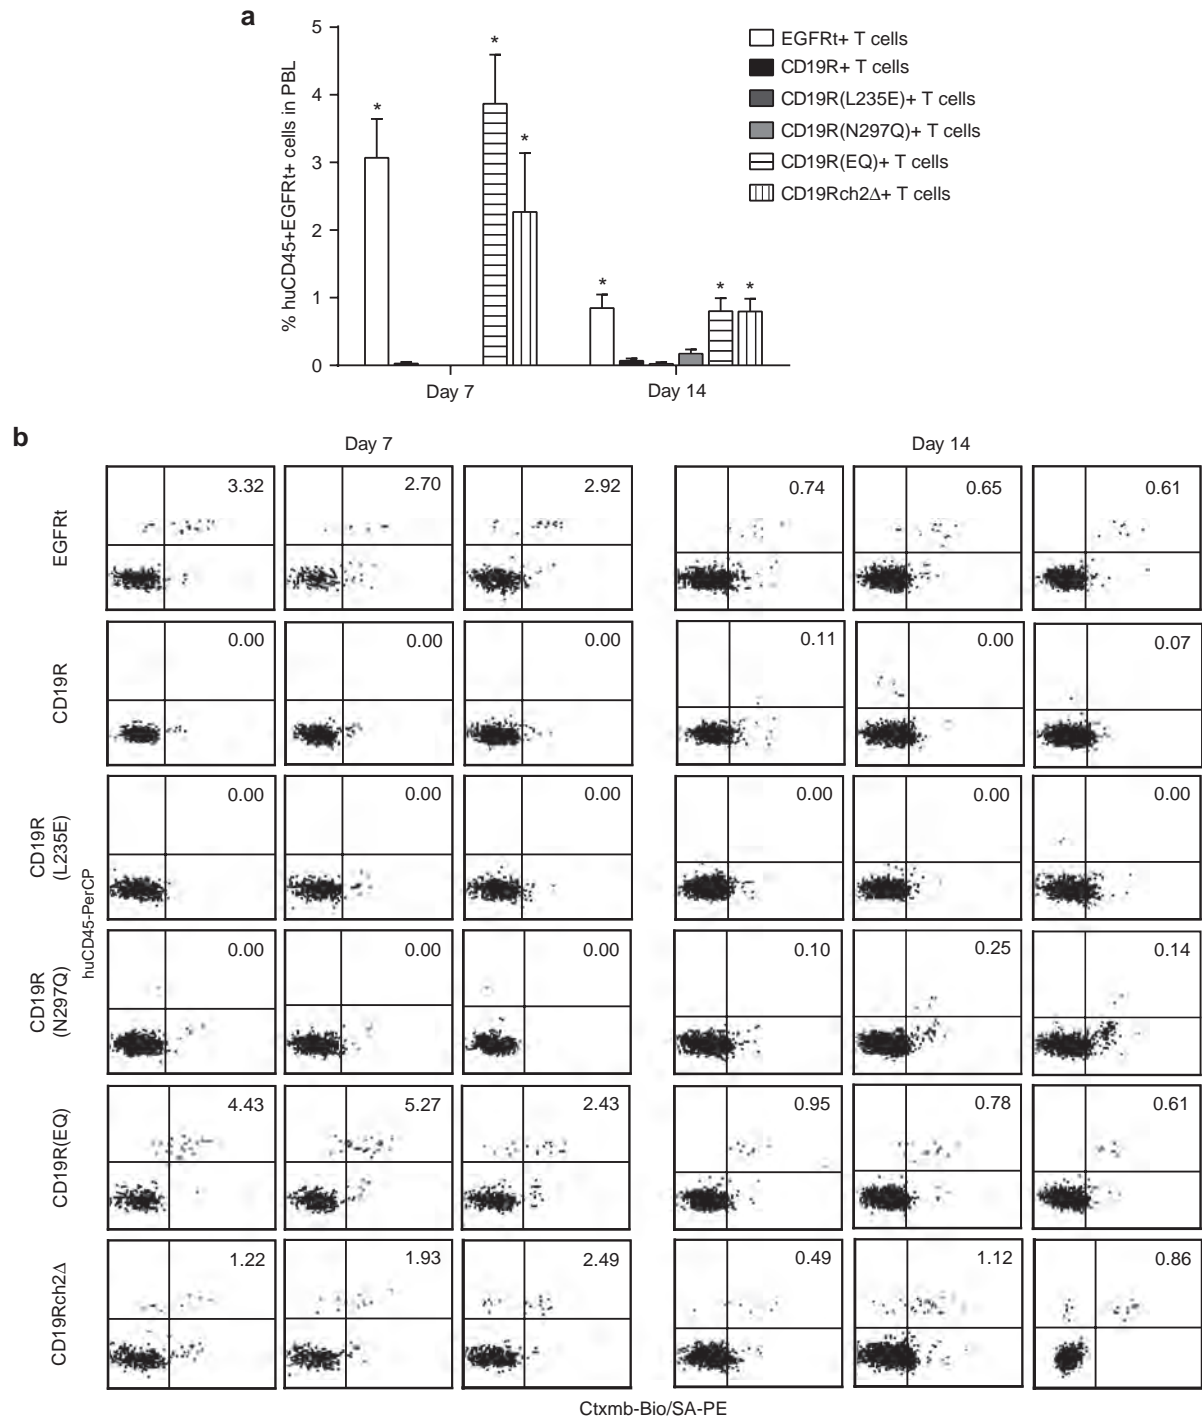 a
% huCD45+EGFRt+ cells in PBL
5
4
3
2
1
0
* * * * * *
Day 7
Day 14
EGFRt+ T cells
CD19R+ T cells
CD19R(L235E)+ T cells
CD19R(N297Q)+ T cells
CD19R(EQ)+ T cells
CD19Rch2Δ+ T cells
b
Day 7 Day 14
EGFRt
3.32 2.70 2.92 0.74 0.65 0.61
CD19R
0.00 0.00 0.00 0.11 0.00 0.07
CD19R
(L235E)
0.00 0.00 0.00 0.00 0.00 0.00
huCD45-PerCP
CD19R
(N297Q)
0.00 0.00 0.00 0.10 0.25 0.14
CD19R(EQ)
4.43 5.27 2.43 0.95 0.78 0.61
CD19Rch2Δ
1.22 1.93 2.49 0.49 1.12 0.86
Ctxmb-Bio/SA-PE